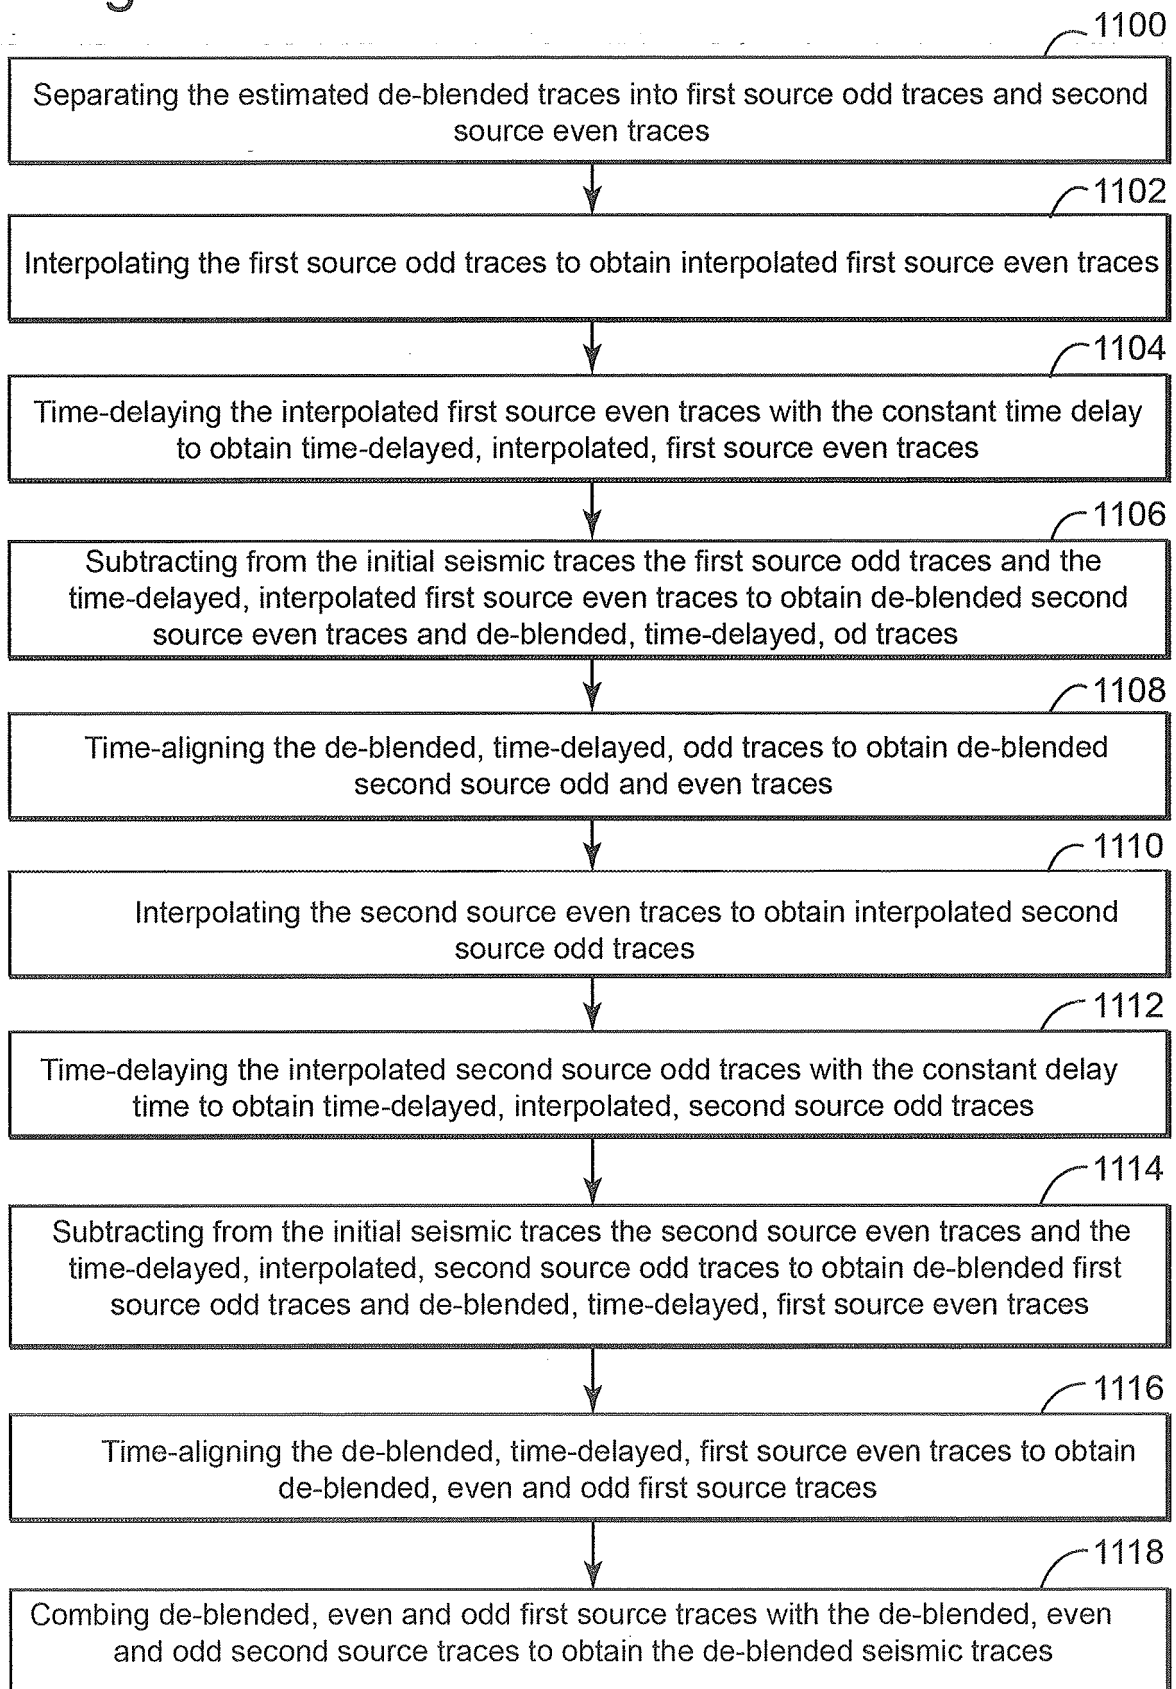 1100
Separating the estimated de-blended traces into first source odd traces and second
source even traces
1102
Interpolating the first source odd traces to obtain interpolated first source even traces
1104
Time-delaying the interpolated first source even traces with the constant time delay
to obtain time-delayed, interpolated, first source even traces
1106
Subtracting from the initial seismic traces the first source odd traces and the
time-delayed, interpolated first source even traces to obtain de-blended second
source even traces and de-blended, time-delayed, od traces
1108
Time-aligning the de-blended, time-delayed, odd traces to obtain de-blended
second source odd and even traces
1110
Interpolating the second source even traces to obtain interpolated second
source odd traces
1112
Time-delaying the interpolated second source odd traces with the constant delay
time to obtain time-delayed, interpolated, second source odd traces
1114
Subtracting from the initial seismic traces the second source even traces and the
time-delayed, interpolated, second source odd traces to obtain de-blended first
source odd traces and de-blended, time-delayed, first source even traces
1116
Time-aligning the de-blended, time-delayed, first source even traces to obtain
de-blended, even and odd first source traces
1118
Combing de-blended, even and odd first source traces with the de-blended, even
and odd second source traces to obtain the de-blended seismic traces